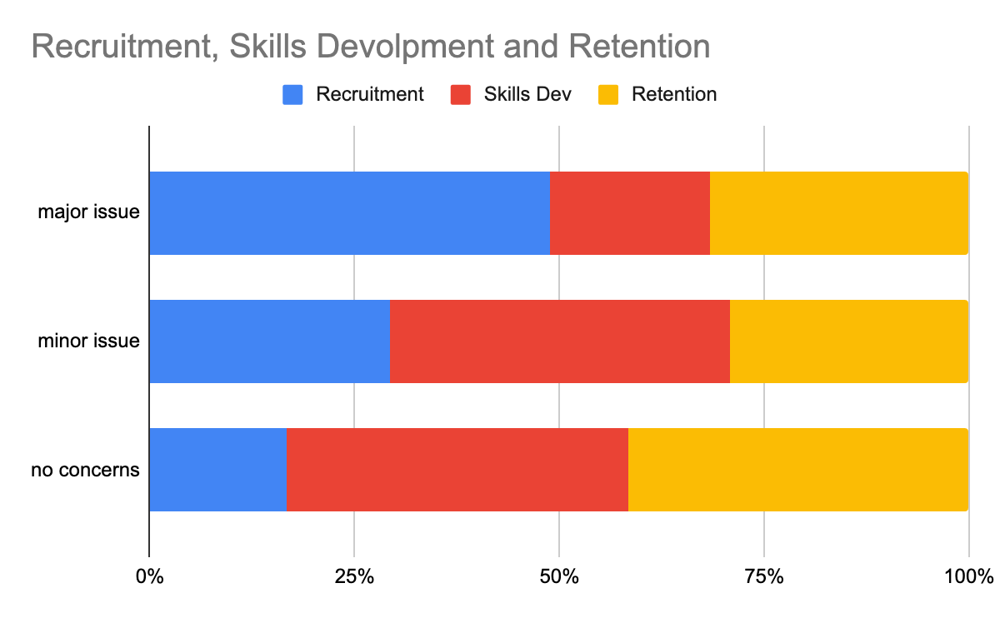 Recruitment, Skills Devolpment and Retention
Recruitment Skills Dev Retention
major issue
minor issue
no concerns
0% 25% 50% 75% 100%